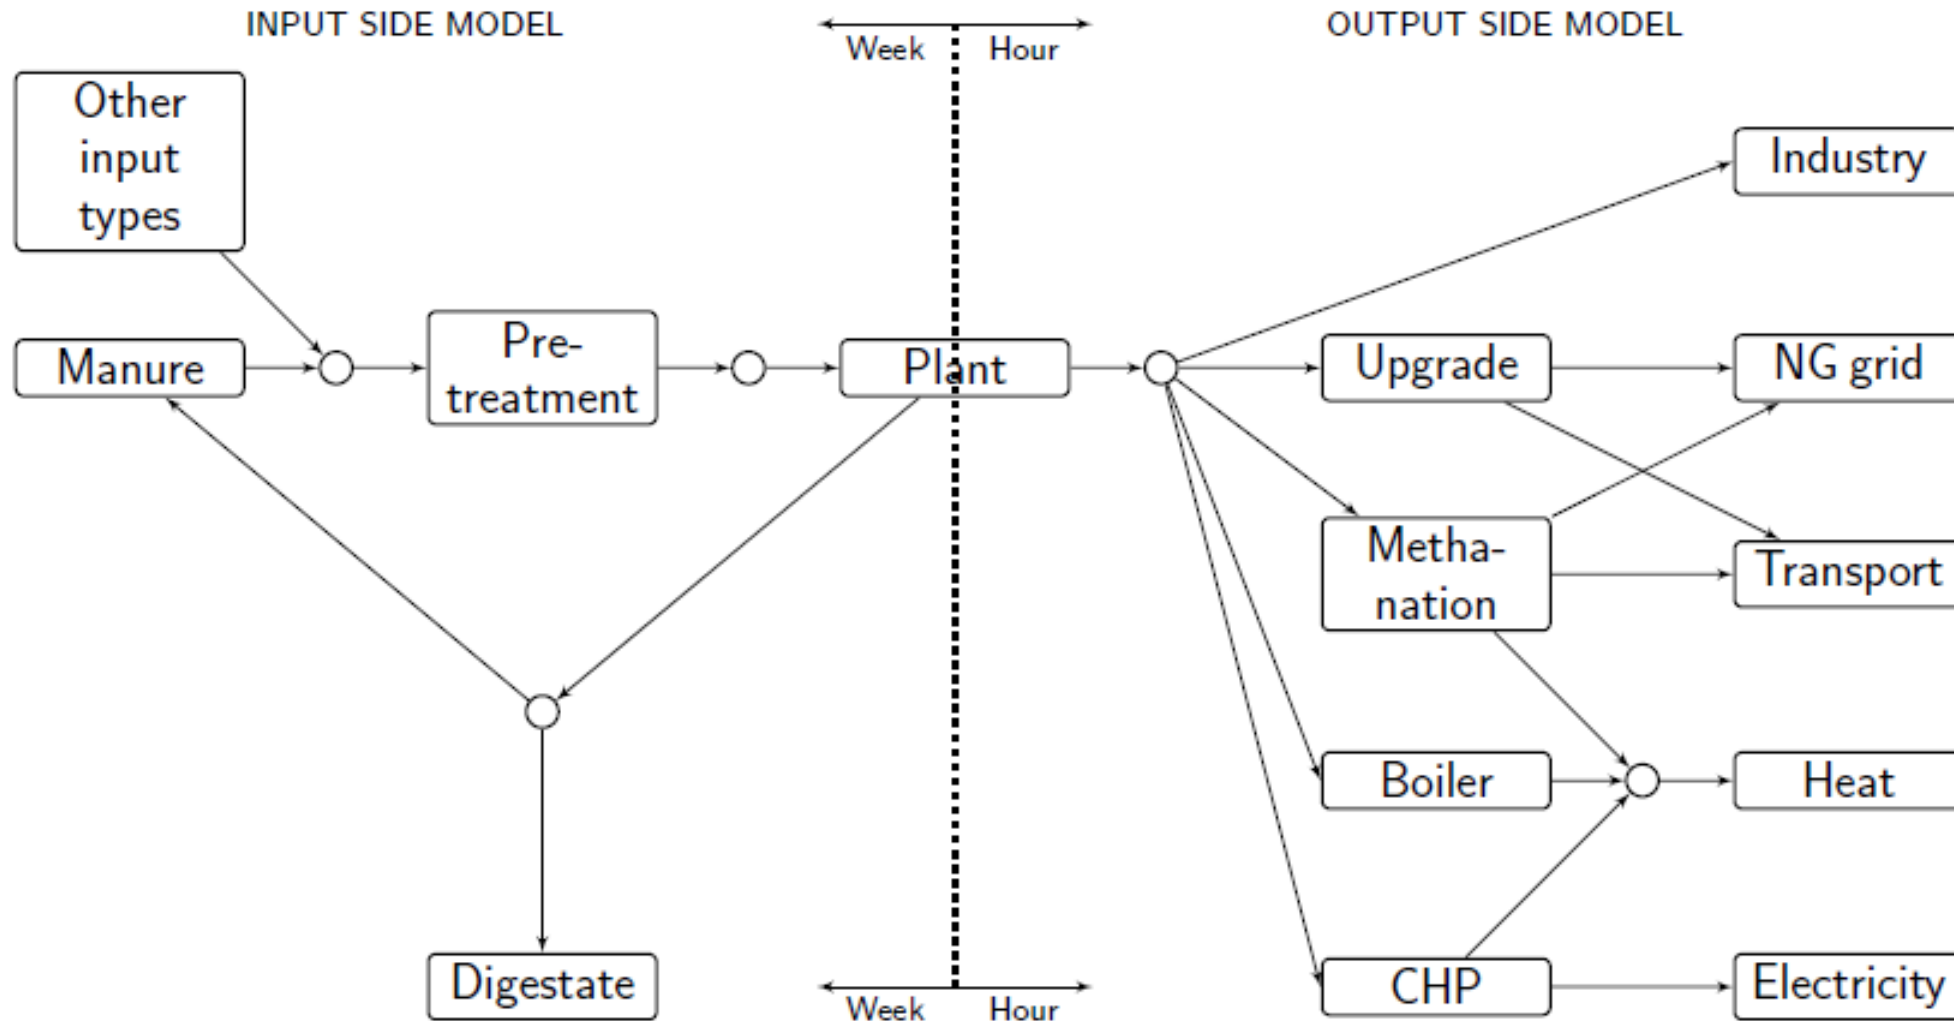 INPUT SIDE MODEL
OUTPUT SIDE MODEL
Week
Hour
Other
input
types
Industry
Manure
Pre-
treatment
Plant
Upgrade
NG grid
Metha-
nation
Transport
Boiler
Heat
Digestate
CHP
Electricity
Week
Hour